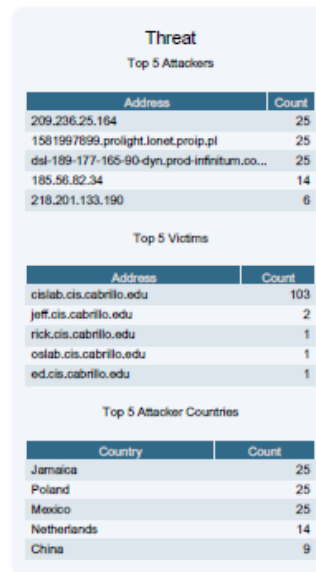 Threat
Top 5 Attackers
Address Count
209.236.25.164 25
1581997899.prolight.lonet.proip.pl 25
dsl-189-177-165-90-dyn.prod-infinitum.co... 25
185.56.82.34 14
218.201.133.190 6
Top 5 Victims
Address Count
cislab.cis.cabrillo.edu 103
jeff.cis.cabrillo.edu 2
rick.cis.cabrillo.edu 1
oslab.cis.cabrillo.edu 1
ed.cis.cabrillo.edu 1
Top 5 Attacker Countries
Country Count
Jamaica 25
Poland 25
Mexico 25
Netherlands 14
China 9